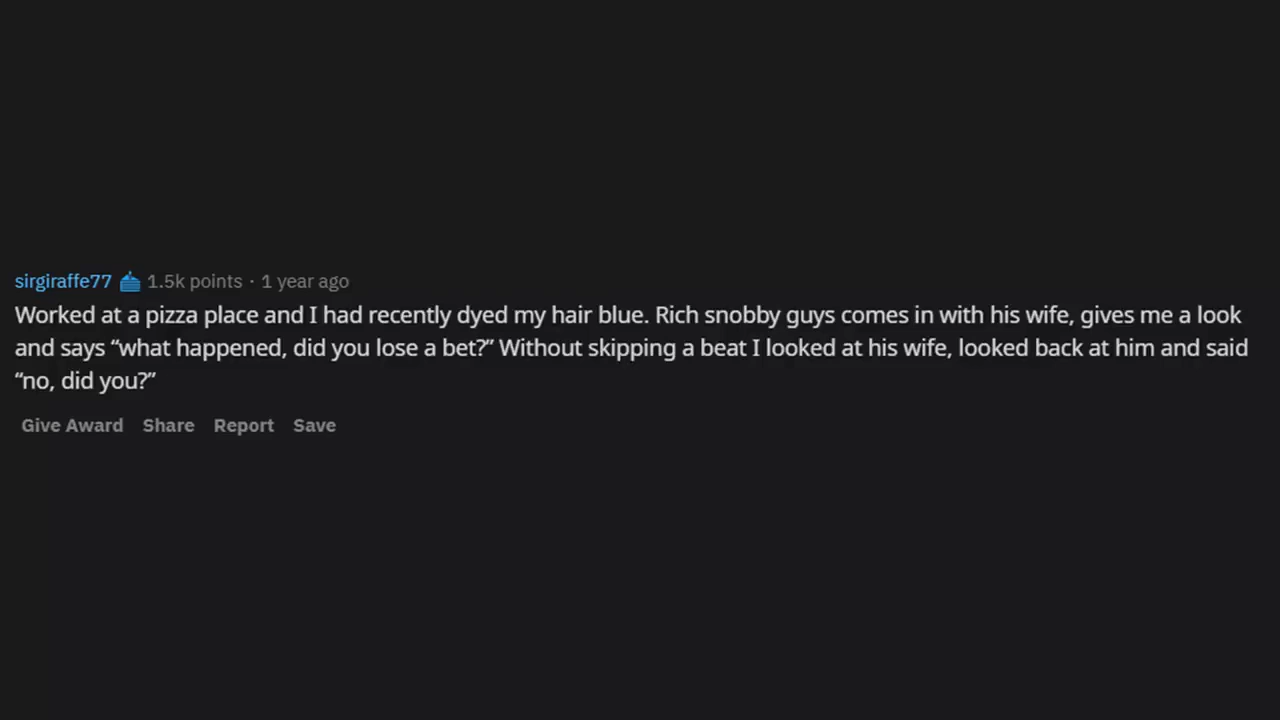 sirgiraffe77 1.5k points · 1 year ago
Worked at a pizza place and I had recently dyed my hair blue. Rich snobby guys comes in with his wife, gives me a look
and says “what happened, did you lose a bet?” Without skipping a beat I looked at his wife, looked back at him and said
“no, did you?”
Give Award Share Report Save